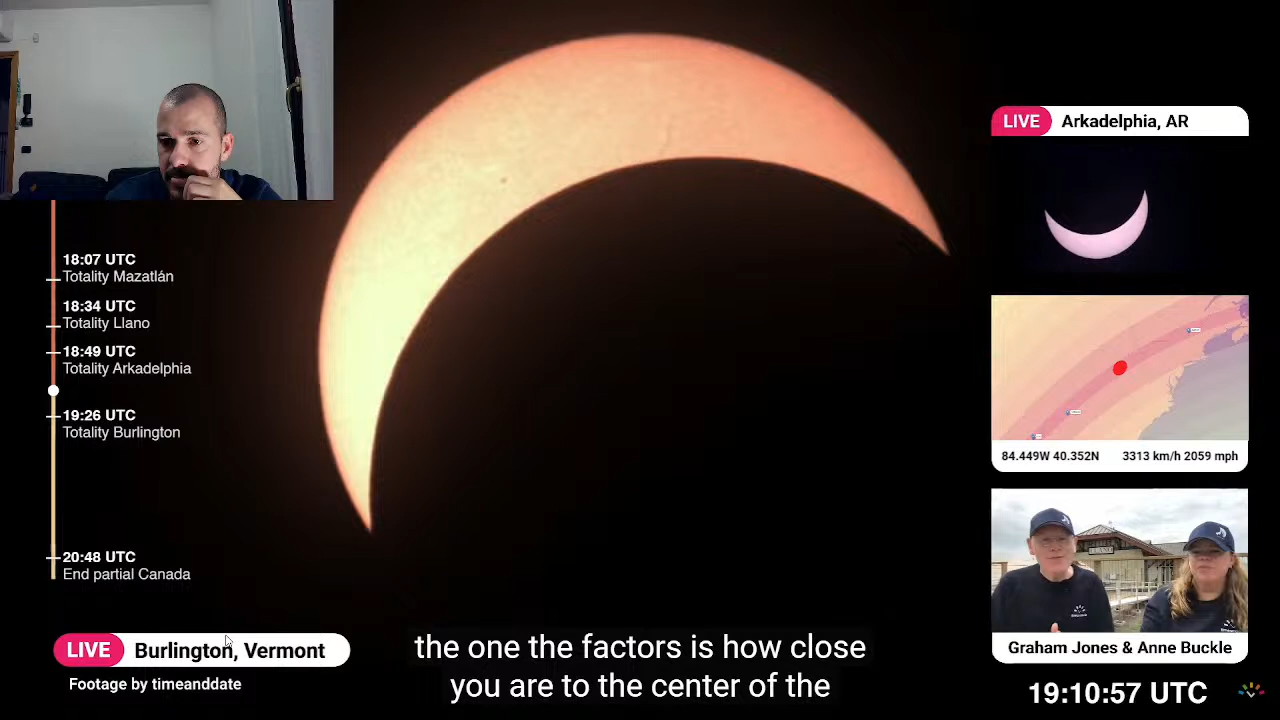 LIVE Arkadelphia, AR
18:07 UTC
Totality Mazatlán
18:34 UTC
Totality Llano
18:49 UTC
Totality Arkadelphia
19:26 UTC
Totality Burlington
84.449W 40.352N 3313 km/h 2059 mph
20:48 UTC
End partial Canada
LIVE Burlington, Vermont
Footage by timeanddate
the one the factors is how close
you are to the center of the
Graham Jones & Anne Buckle
19:10:57 UTC